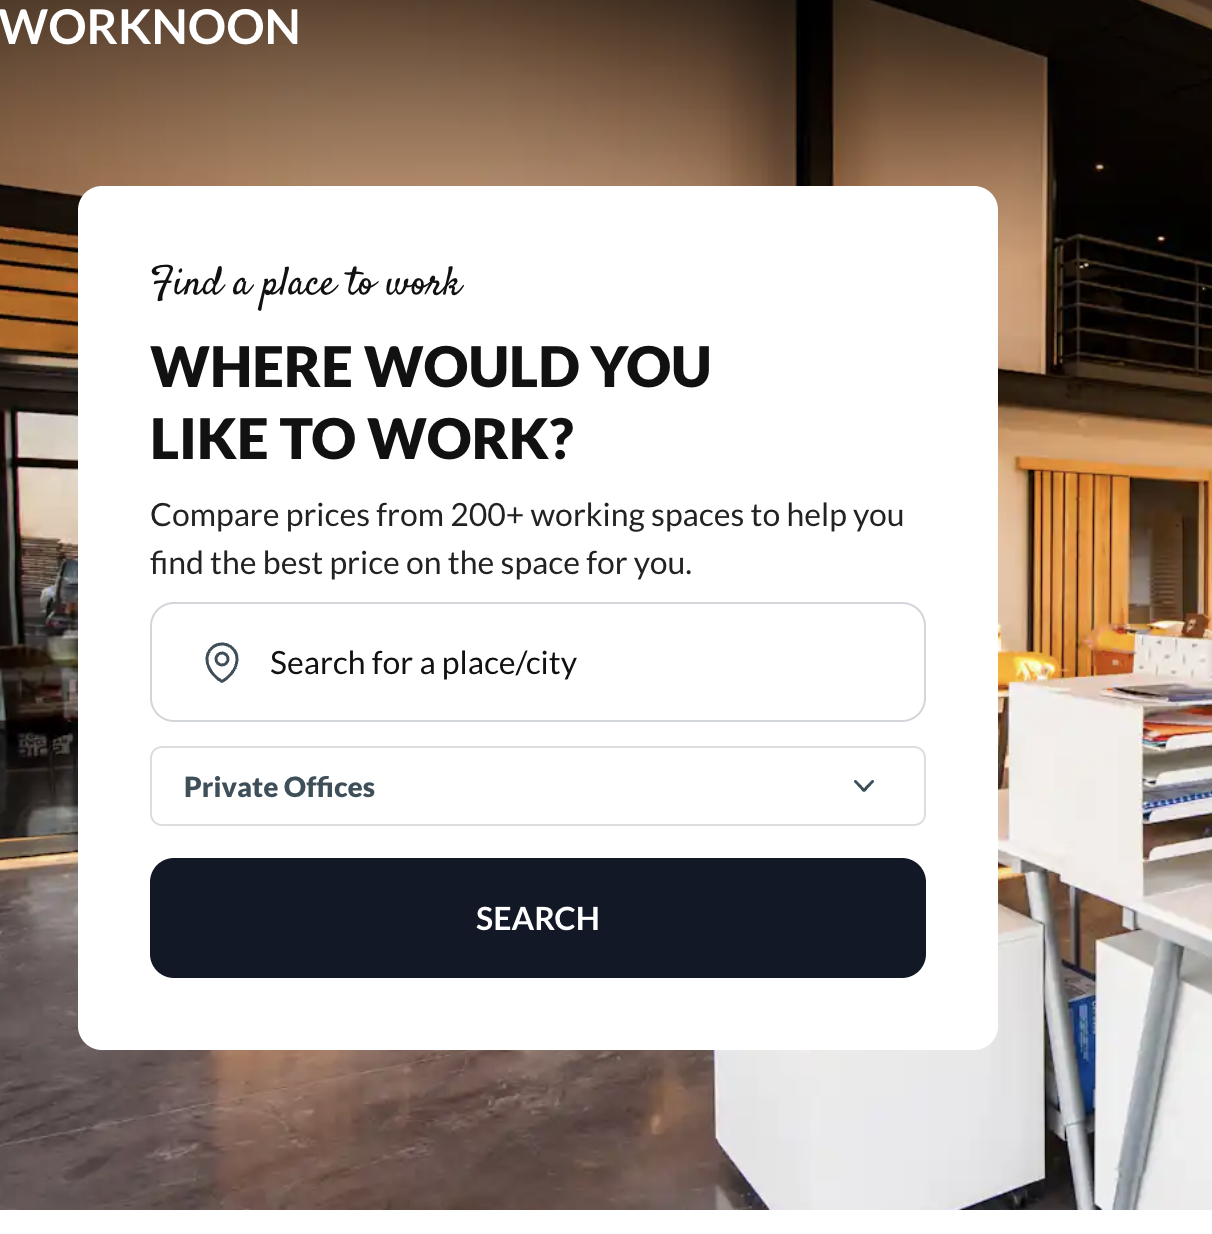 WORKNOON
Find a place to work
WHERE WOULD YOU
LIKE TO WORK?
Compare prices from 200+ working spaces to help you
find the best price on the space for you.
Search for a place/city
Private Offices
SEARCH